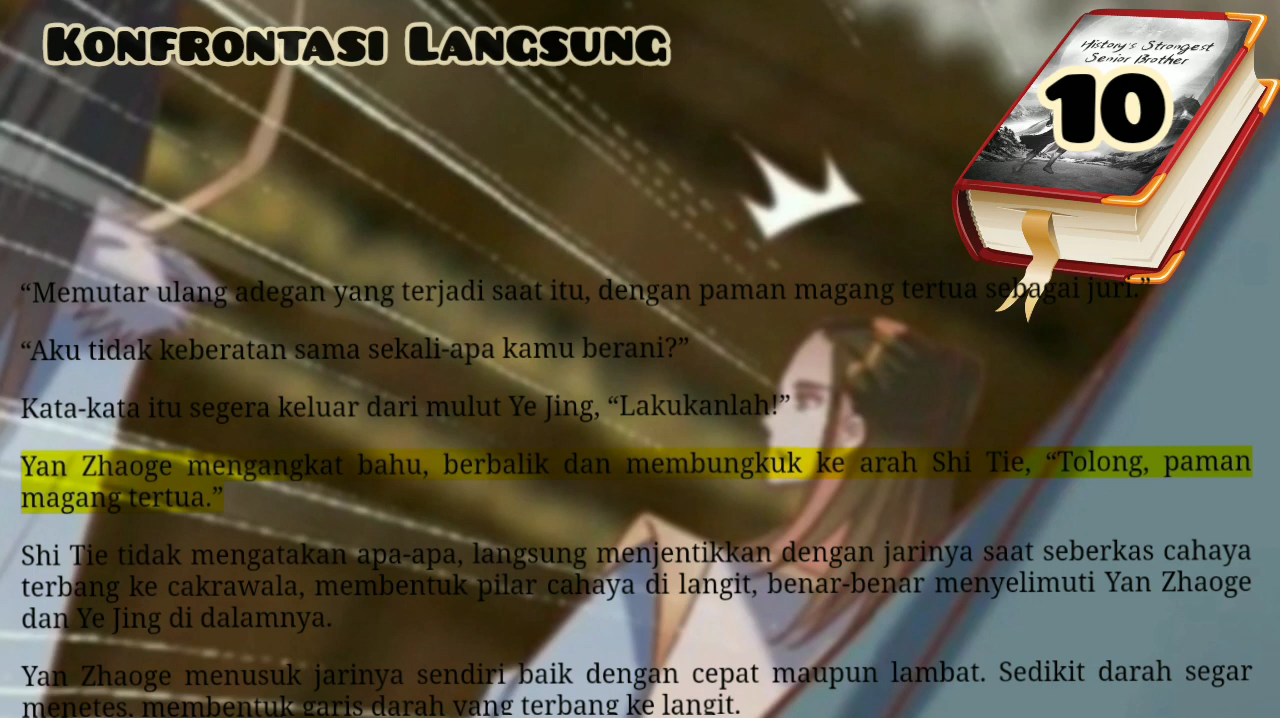 Konfrontasi Langsung
History's Strongest
Senior Brother
10
“Memutar ulang adegan yang terjadi saat itu, dengan paman magang tertua sebagai juri.”
“Aku tidak keberatan sama sekali-apa kamu berani?”
Kata-kata itu segera keluar dari mulut Ye Jing, “Lakukanlah!”
Yan Zhaoge mengangkat bahu, berbalik dan membungkuk ke arah Shi Tie, “Tolong, paman
magang tertua.”
Shi Tie tidak mengatakan apa-apa, langsung menjentikkan dengan jarinya saat seberkas cahaya
terbang ke cakrawala, membentuk pilar cahaya di langit, benar-benar menyelimuti Yan Zhaoge
dan Ye Jing di dalamnya.
Yan Zhaoge menusuk jarinya sendiri baik dengan cepat maupun lambat. Sedikit darah segar
menetes, membentuk garis darah yang terbang ke langit.